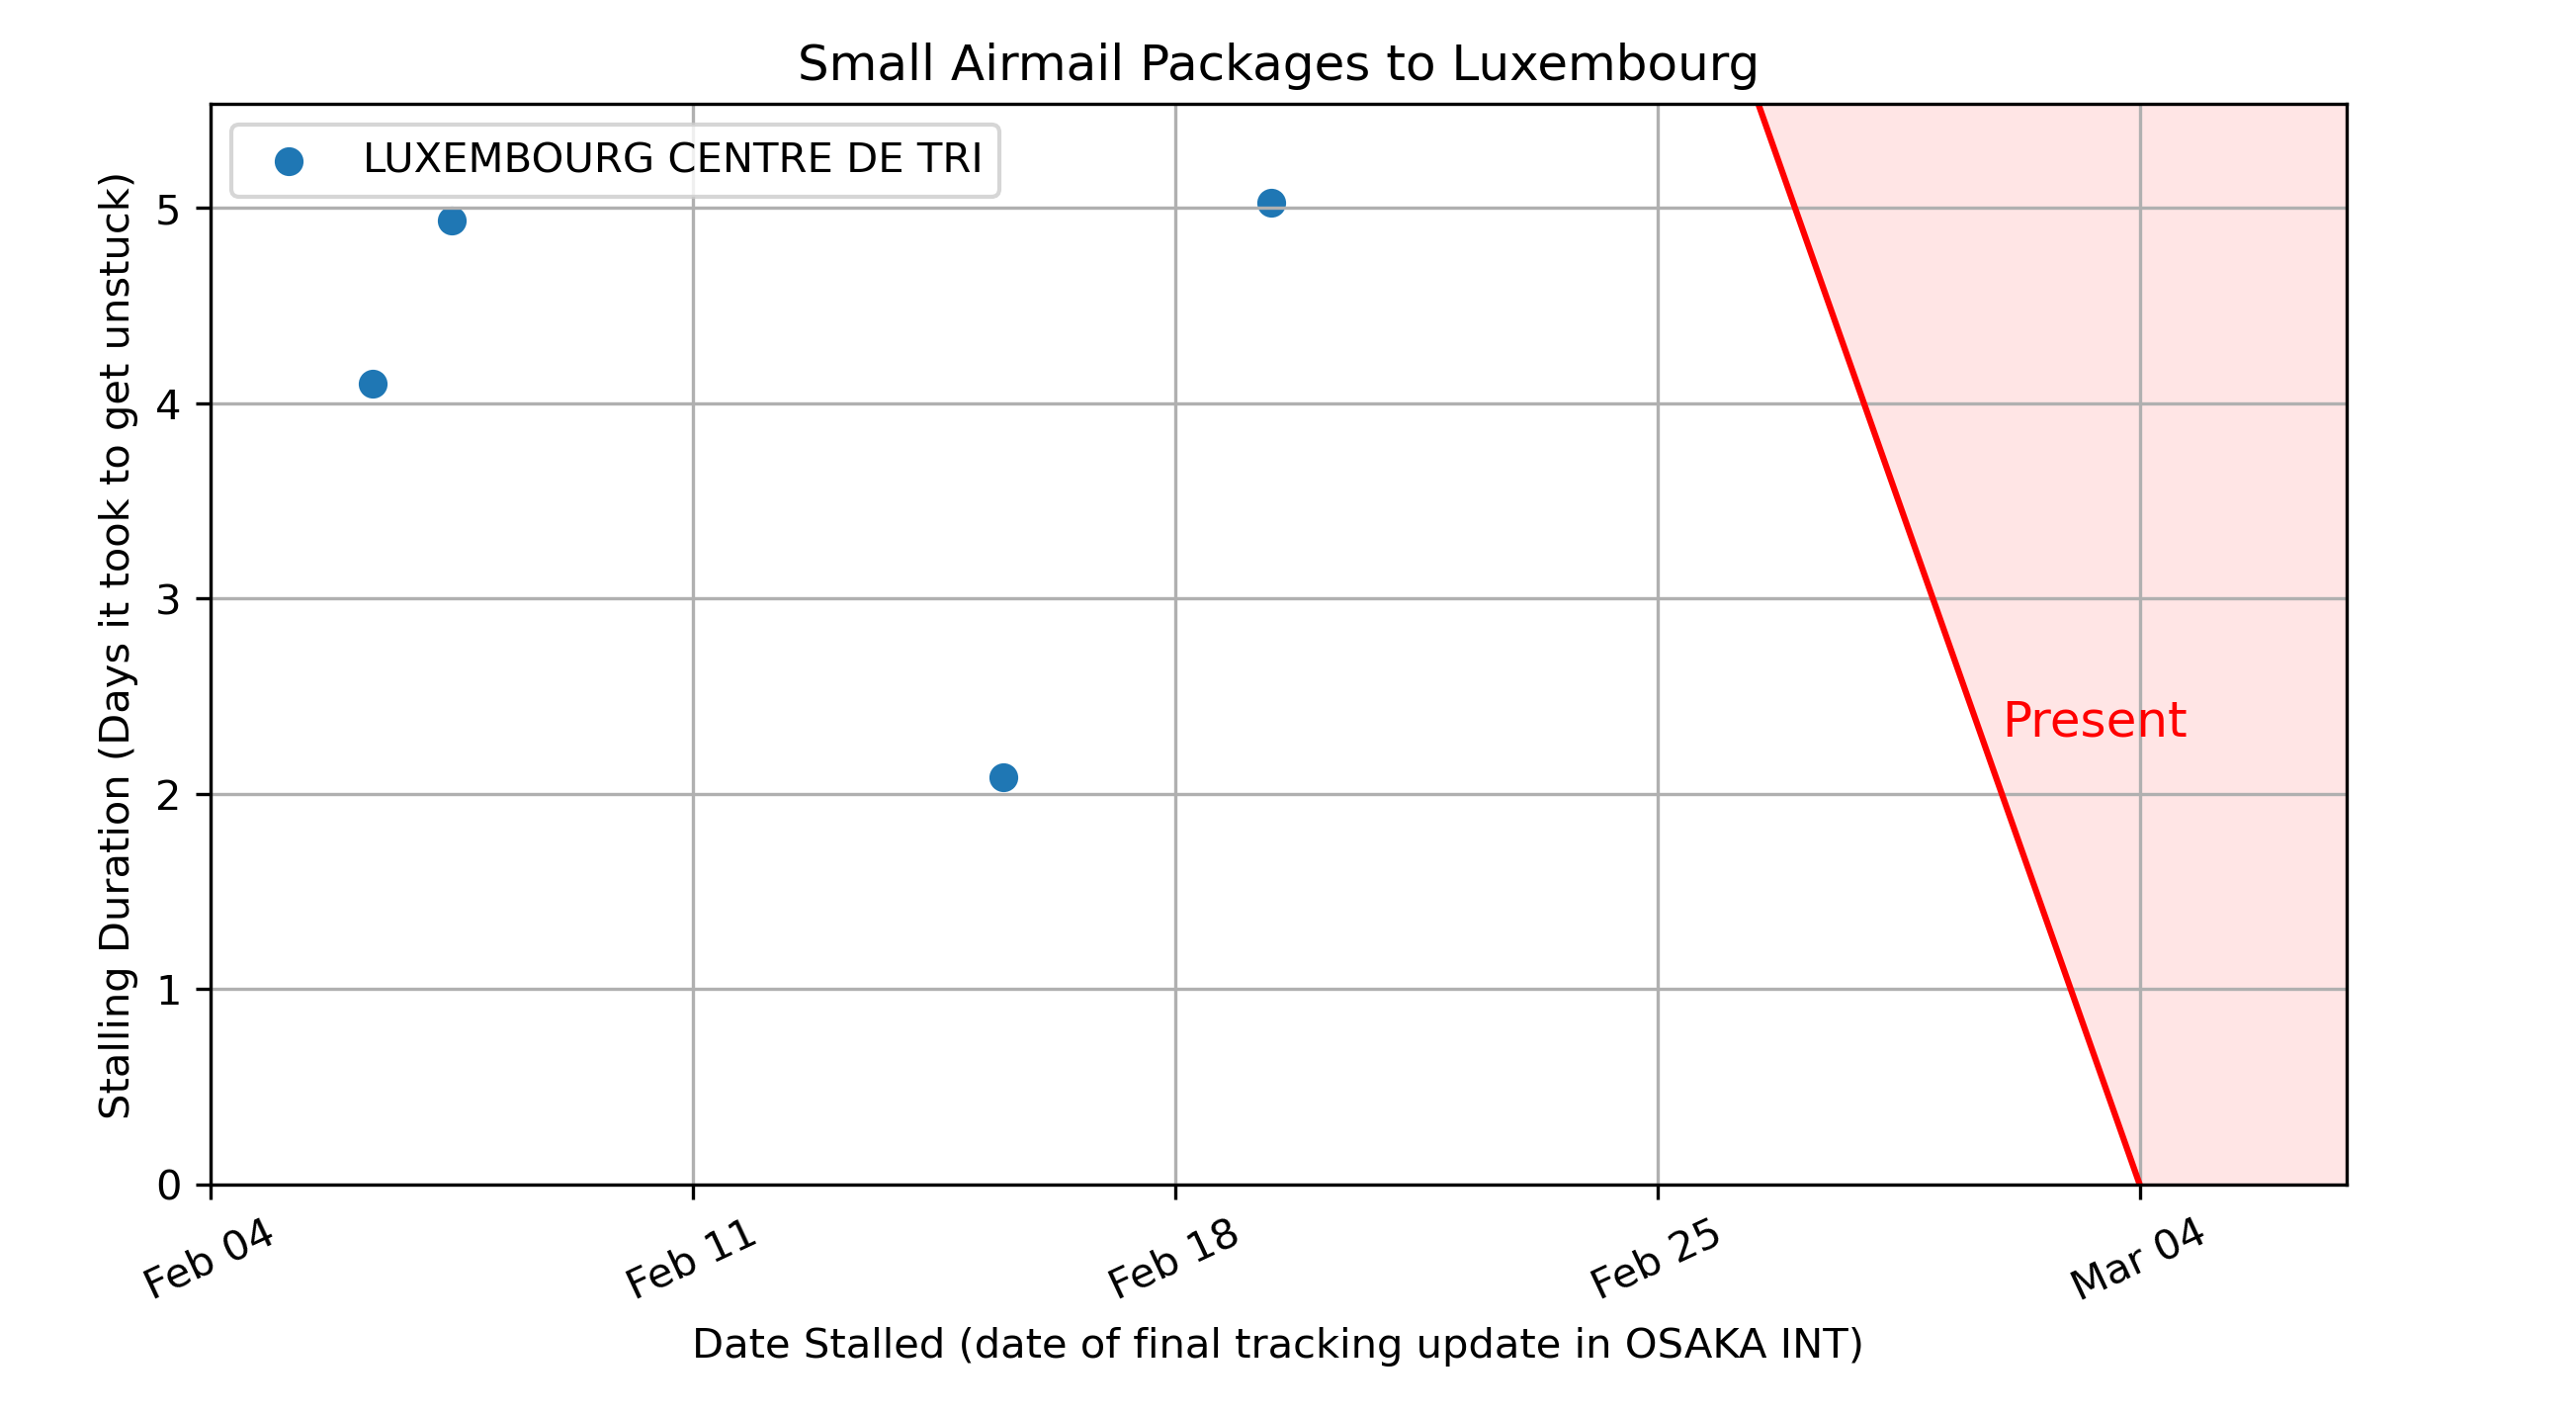 Small Airmail Packages to Luxembourg
LUXEMBOURG CENTRE DE TRI
Stalling Duration (Days it took to get unstuck)
5
4
3
2
1
0
Present
Feb 04
Feb 11
Feb 18
Feb 25
Mar 04
Date Stalled (date of final tracking update in OSAKA INT)